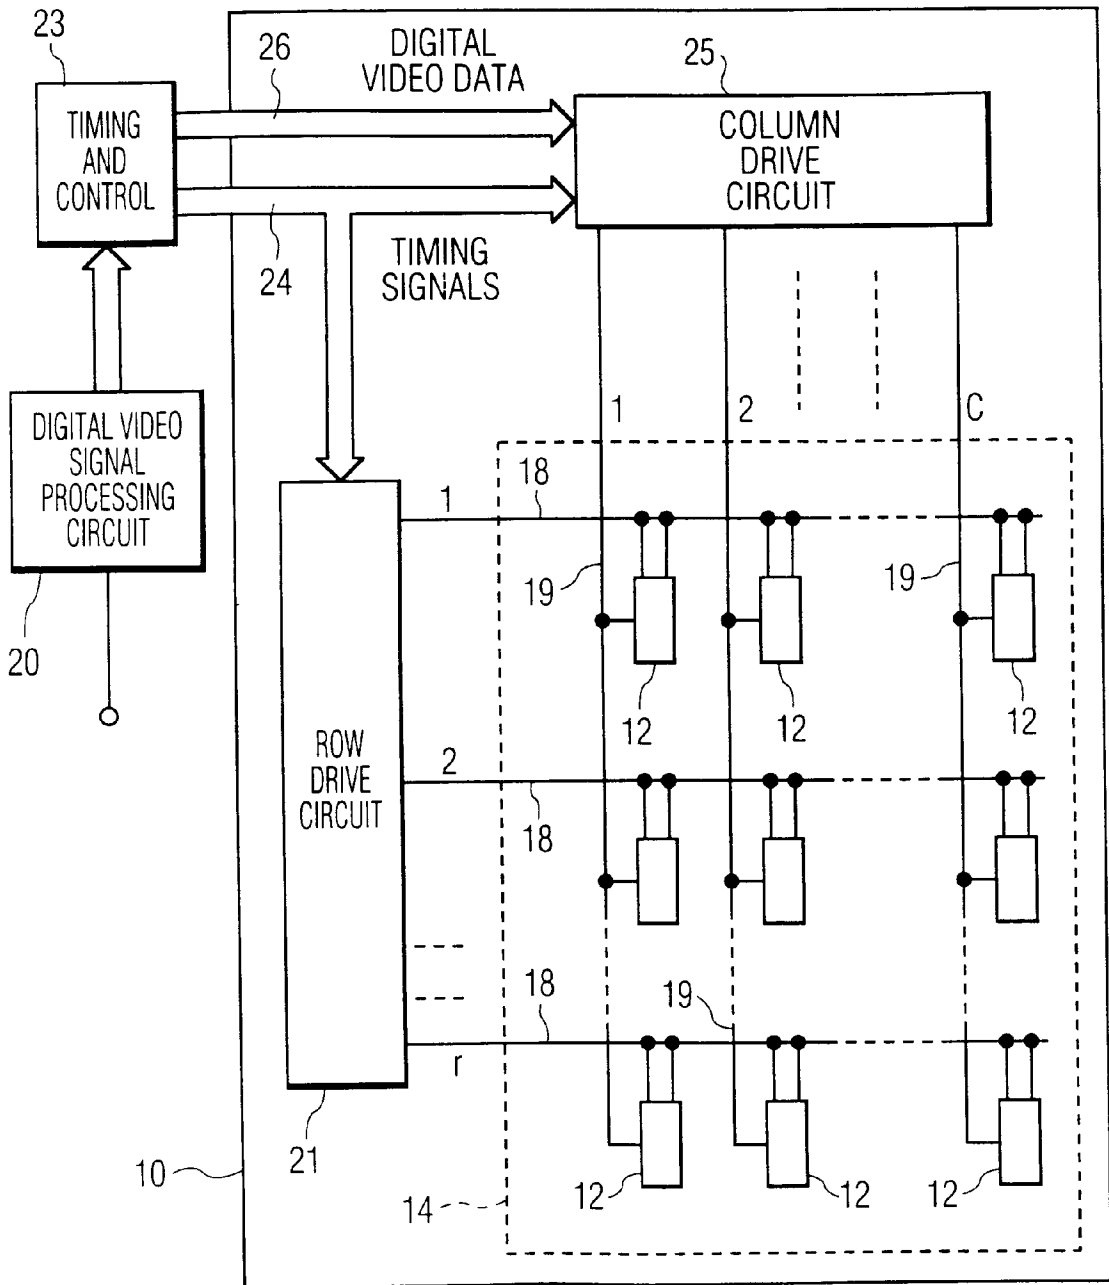 23
26
DIGITAL
VIDEO DATA
25
TIMING
AND
CONTROL
COLUMN
DRIVE
CIRCUIT
24
TIMING
SIGNALS
DIGITAL VIDEO
SIGNAL
PROCESSING
CIRCUIT
20
1
2
C
1
18
19
19
12
12
12
ROW
DRIVE
CIRCUIT
2
18
18
19
r
21
10
14
12
12
12